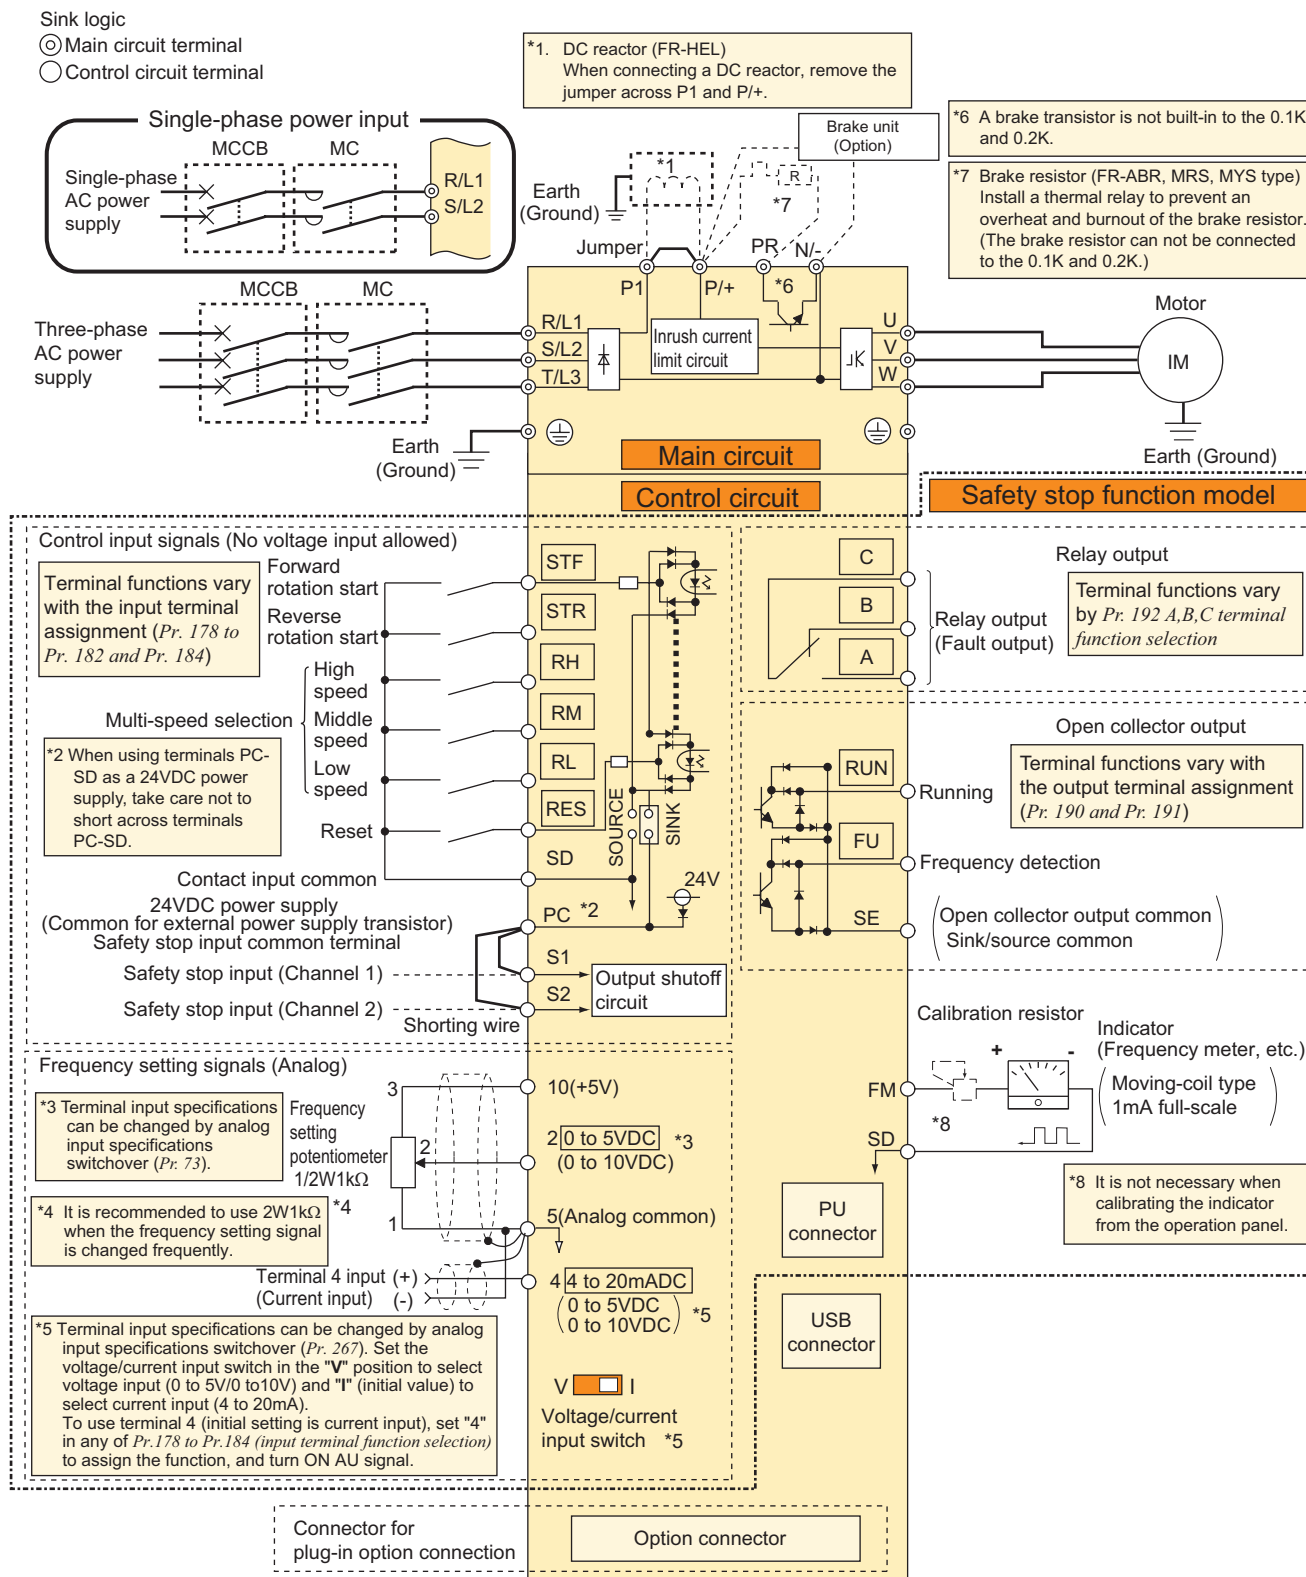 Sink logic
Main circuit terminal
Control circuit terminal
*1. DC reactor (FR-HEL)
When connecting a DC reactor, remove the
jumper across P1 and P/+.
Single-phase power input
MCCB
MC
Single-phase
AC power
supply
R/L1
S/L2
Brake unit
(Option)
*6 A brake transistor is not built-in to the 0.1K
and 0.2K.
*7 Brake resistor (FR-ABR, MRS, MYS type)
Install a thermal relay to prevent an
overheat and burnout of the brake resistor.
(The brake resistor can not be connected
to the 0.1K and 0.2K.)
*1
R
*7
Earth
(Ground)
Jumper
PR
N/-
P1
P/+
*6
MCCB
MC
Three-phase
AC power
supply
R/L1
S/L2
T/L3
Inrush current
limit circuit
U
V
W
Motor
IM
Earth
(Ground)
Earth (Ground)
Main circuit
Control circuit
Safety stop function model
Control input signals (No voltage input allowed)
Terminal functions vary
with the input terminal
assignment (Pr. 178 to
Pr. 182 and Pr. 184)
Forward
rotation start
Reverse
rotation start
High
speed
Multi-speed selection
Middle
speed
Low
speed
Reset
*2 When using terminals PC-
SD as a 24VDC power
supply, take care not to
short across terminals
PC-SD.
STF
STR
RH
RM
RL
RES
SD
SOURCE
SINK
24V
Contact input common
24VDC power supply
(Common for external power supply transistor)
Safety stop input common terminal
PC *2
Safety stop input (Channel 1)
S1
Safety stop input (Channel 2)
S2
Output shutoff
circuit
Shorting wire
C
B
A
Relay output
Relay output
(Fault output)
Terminal functions vary
by Pr. 192 A,B,C terminal
function selection
Open collector output
Terminal functions vary with
the output terminal assignment
(Pr. 190 and Pr. 191)
RUN
Running
FU
Frequency detection
SE
Open collector output common
Sink/source common
Frequency setting signals (Analog)
*3 Terminal input specifications
can be changed by analog
input specifications
switchover (Pr. 73).
Frequency
setting
potentiometer
1/2W1kΩ
*4
3
2
1
*4 It is recommended to use 2W1kΩ
when the frequency setting signal
is changed frequently.
10(+5V)
2 0 to 5VDC *3
(0 to 10VDC)
5(Analog common)
Terminal 4 input (+)
(Current input) (-)
4 4 to 20mADC
0 to 5VDC
0 to 10VDC
*5
*5 Terminal input specifications can be changed by analog
input specifications switchover (Pr. 267). Set the
voltage/current input switch in the "V" position to select
voltage input (0 to 5V/0 to10V) and "I" (initial value) to
select current input (4 to 20mA).
To use terminal 4 (initial setting is current input), set "4"
in any of Pr.178 to Pr.184 (input terminal function selection)
to assign the function, and turn ON AU signal.
V I
Voltage/current
input switch *5
Calibration resistor
Indicator
(Frequency meter, etc.)
+
-
Moving-coil type
1mA full-scale
FM
*8
SD
*8 It is not necessary when
calibrating the indicator
from the operation panel.
PU
connector
USB
connector
Connector for
plug-in option connection
Option connector